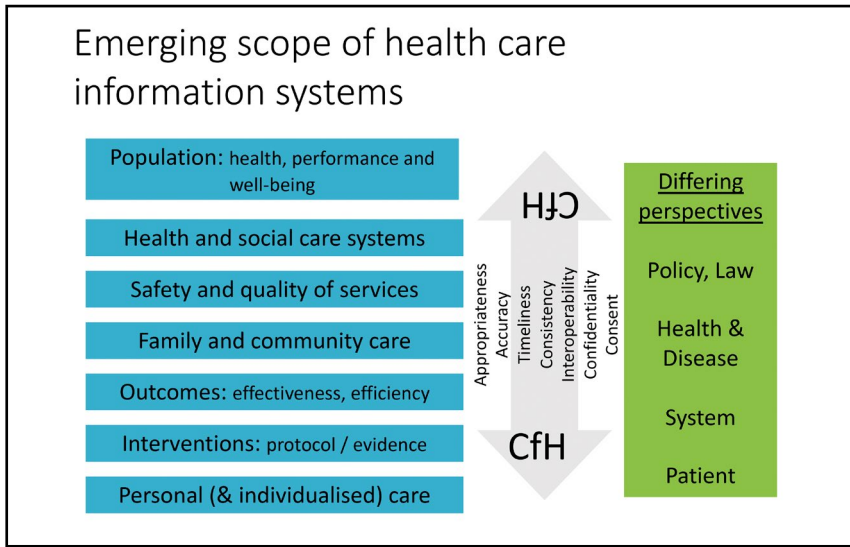 Emerging scope of health care
information systems
Population: health, performance and
well-being
Health and social care systems
Safety and quality of services
Family and community care
Outcomes: effectiveness, efficiency
Interventions: protocol / evidence
Personal (& individualised) care
CfH
Appropriateness
Accuracy
Timeliness
Consistency
Interoperability
Confidentiality
Consent
CfH
Differing
perspectives
Policy, Law
Health &
Disease
System
Patient